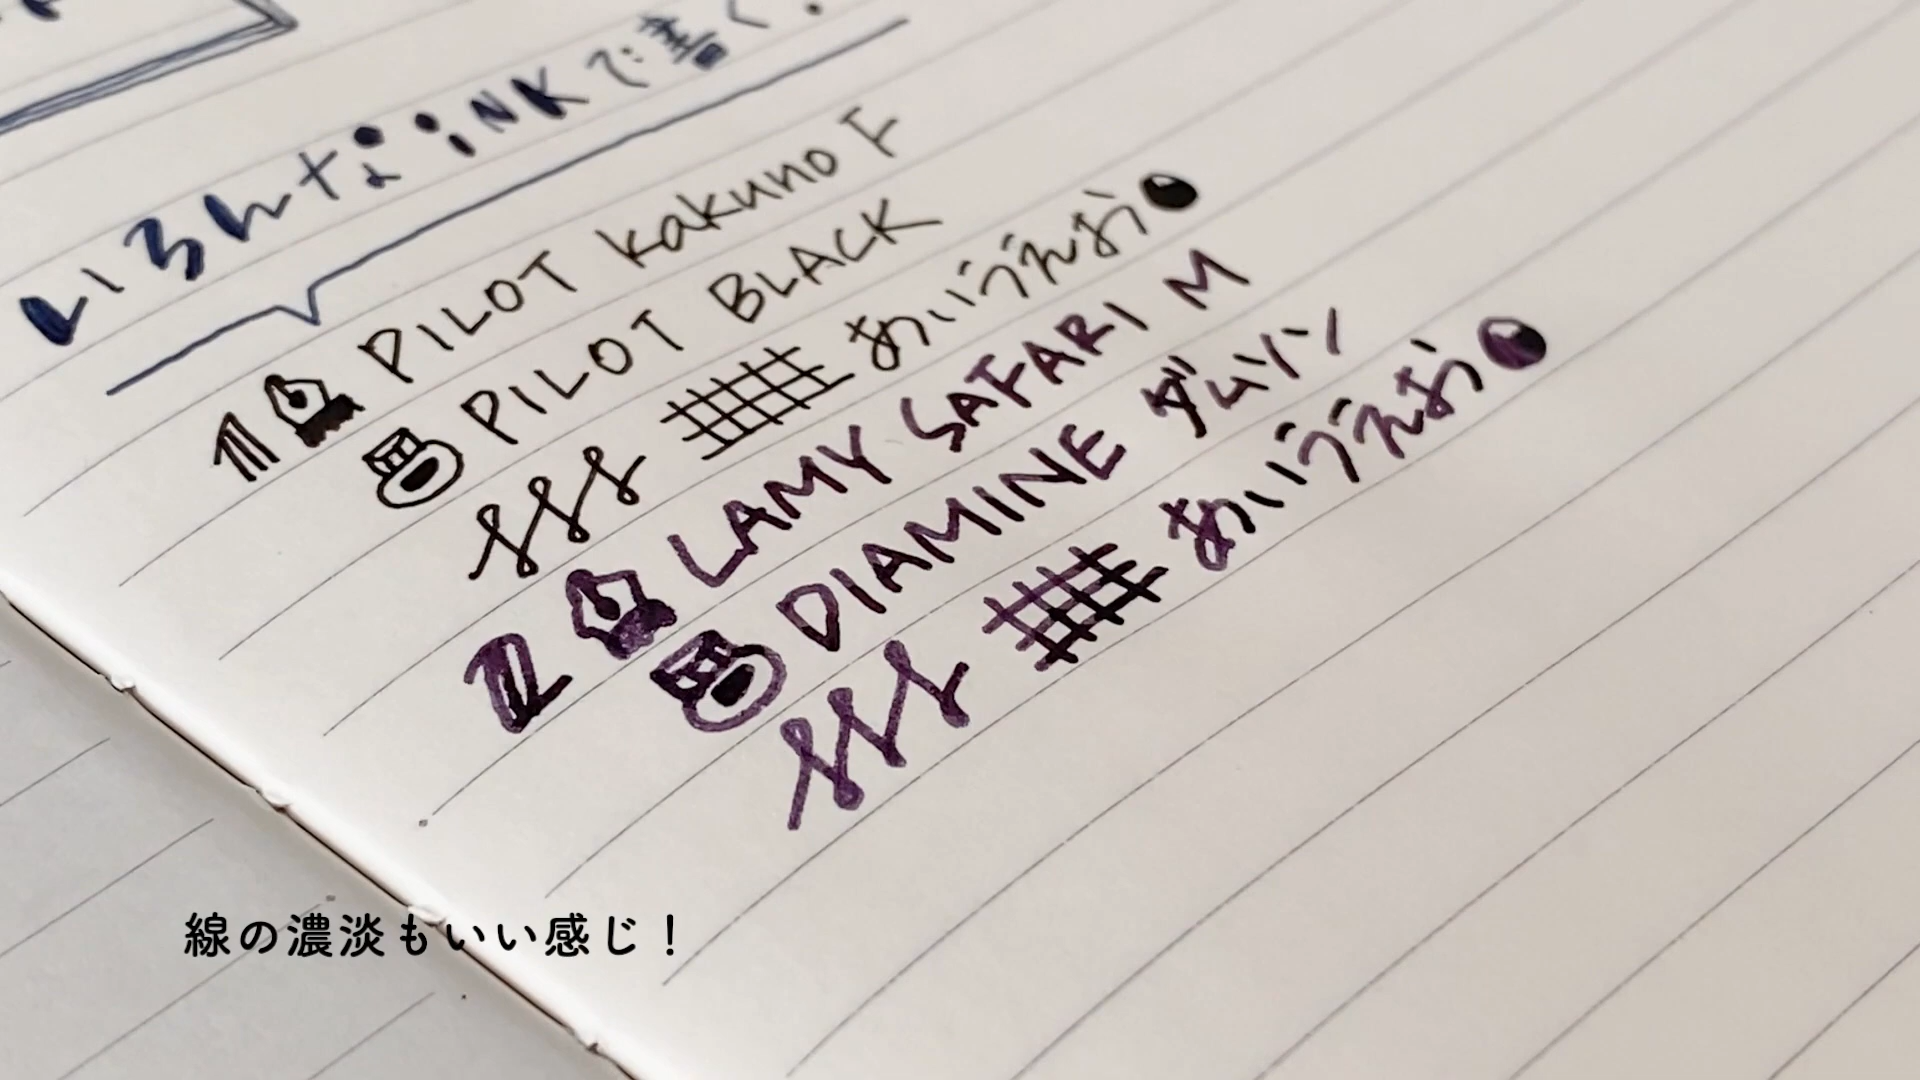 いろんなiNKで書く.
1 PILOT kakuno F
PILOT BLACK
あいうえお
2 LAMY SAFARI M
DIAMINE ダムソン
あいうえお
線の濃淡もいい感じ！